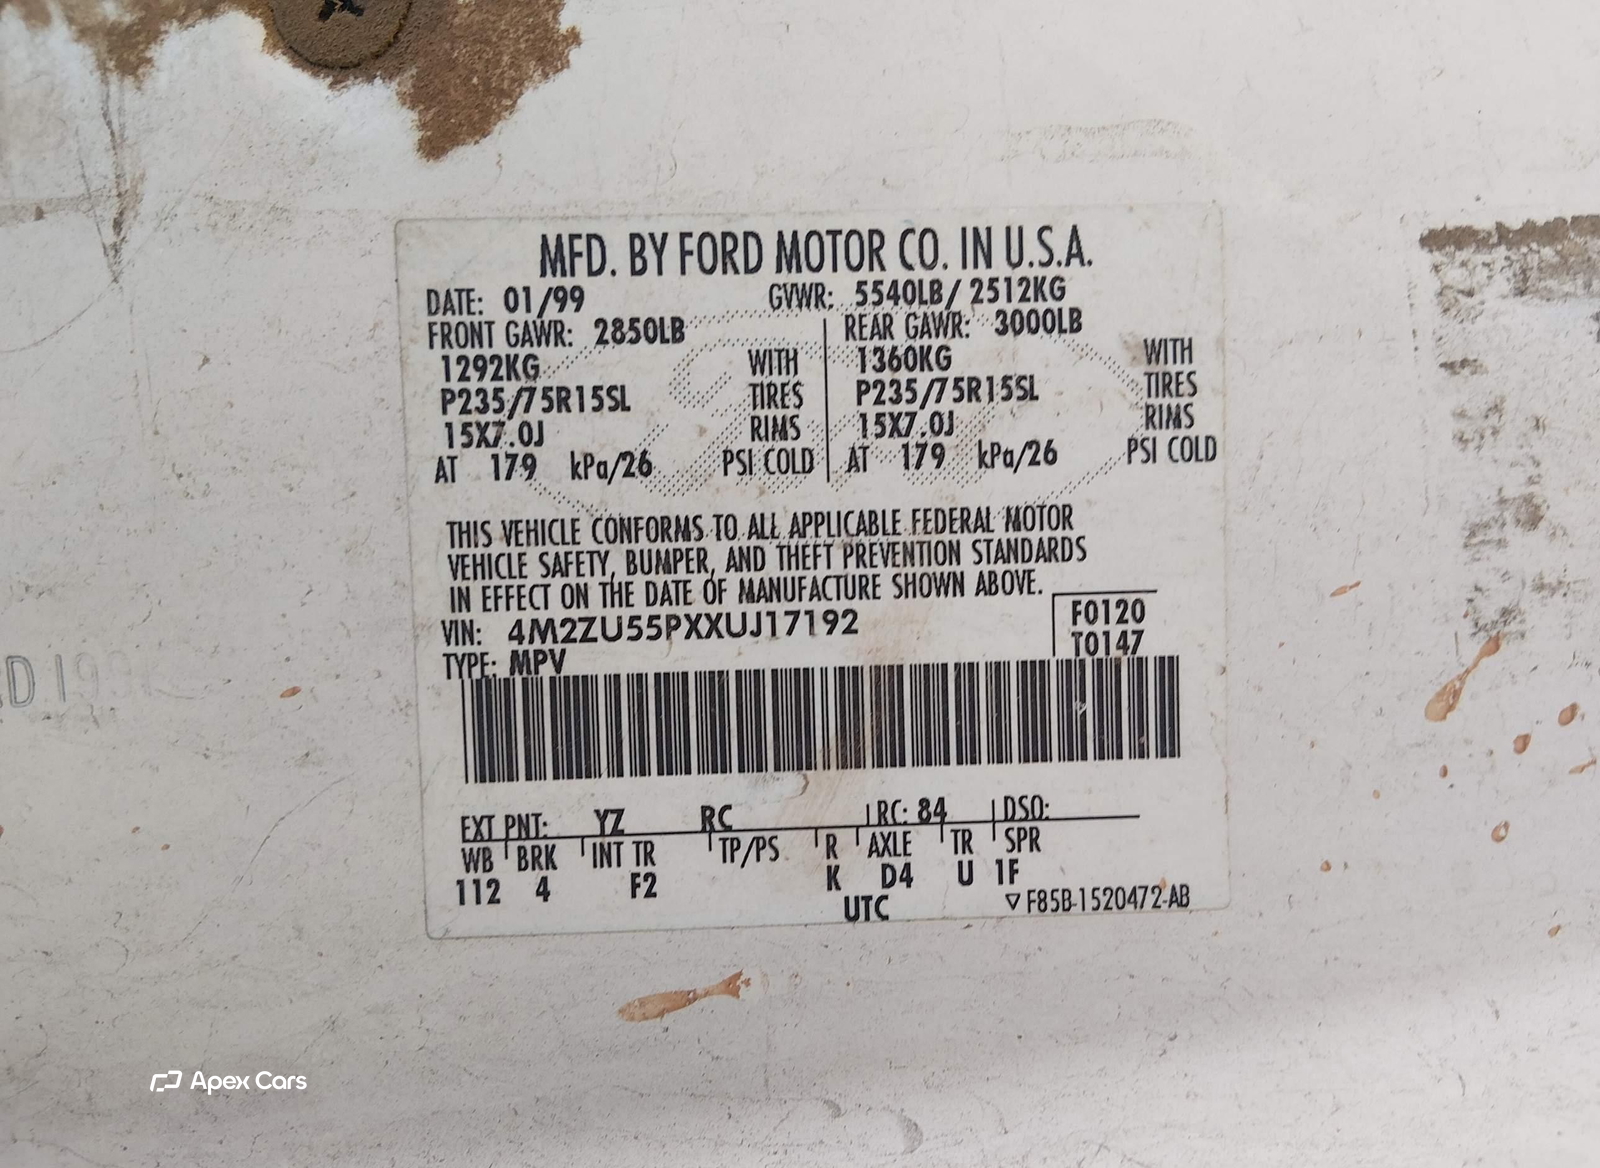 MFD. BY FORD MOTOR CO. IN U.S.A.
DATE: 01/99 GVWR: 5540LB/ 2512KG
FRONT GAWR: 2850LB REAR GAWR: 3000LB
1292KG WITH 1360KG WITH
P235/75R15SL TIRES P235/75R15SL TIRES
15X7.0J RIMS 15X7.0J RIMS
AT 179 kPa/26 PSI COLD AT 179 kPa/26 PSI COLD
THIS VEHICLE CONFORMS TO ALL APPLICABLE FEDERAL MOTOR
VEHICLE SAFETY, BUMPER, AND THEFT PREVENTION STANDARDS
IN EFFECT ON THE DATE OF MANUFACTURE SHOWN ABOVE.
VIN: 4M2ZU55PXXUJ17192 F0120
TYPE: MPV T0147
EXT PNT: YZ RC RC: 84 DSO:
WB BRK INT TR TP/PS R AXLE TR SPR
112 4 F2 K D4 U 1F
UTC ▽F85B-1520472-AB
Apex Cars